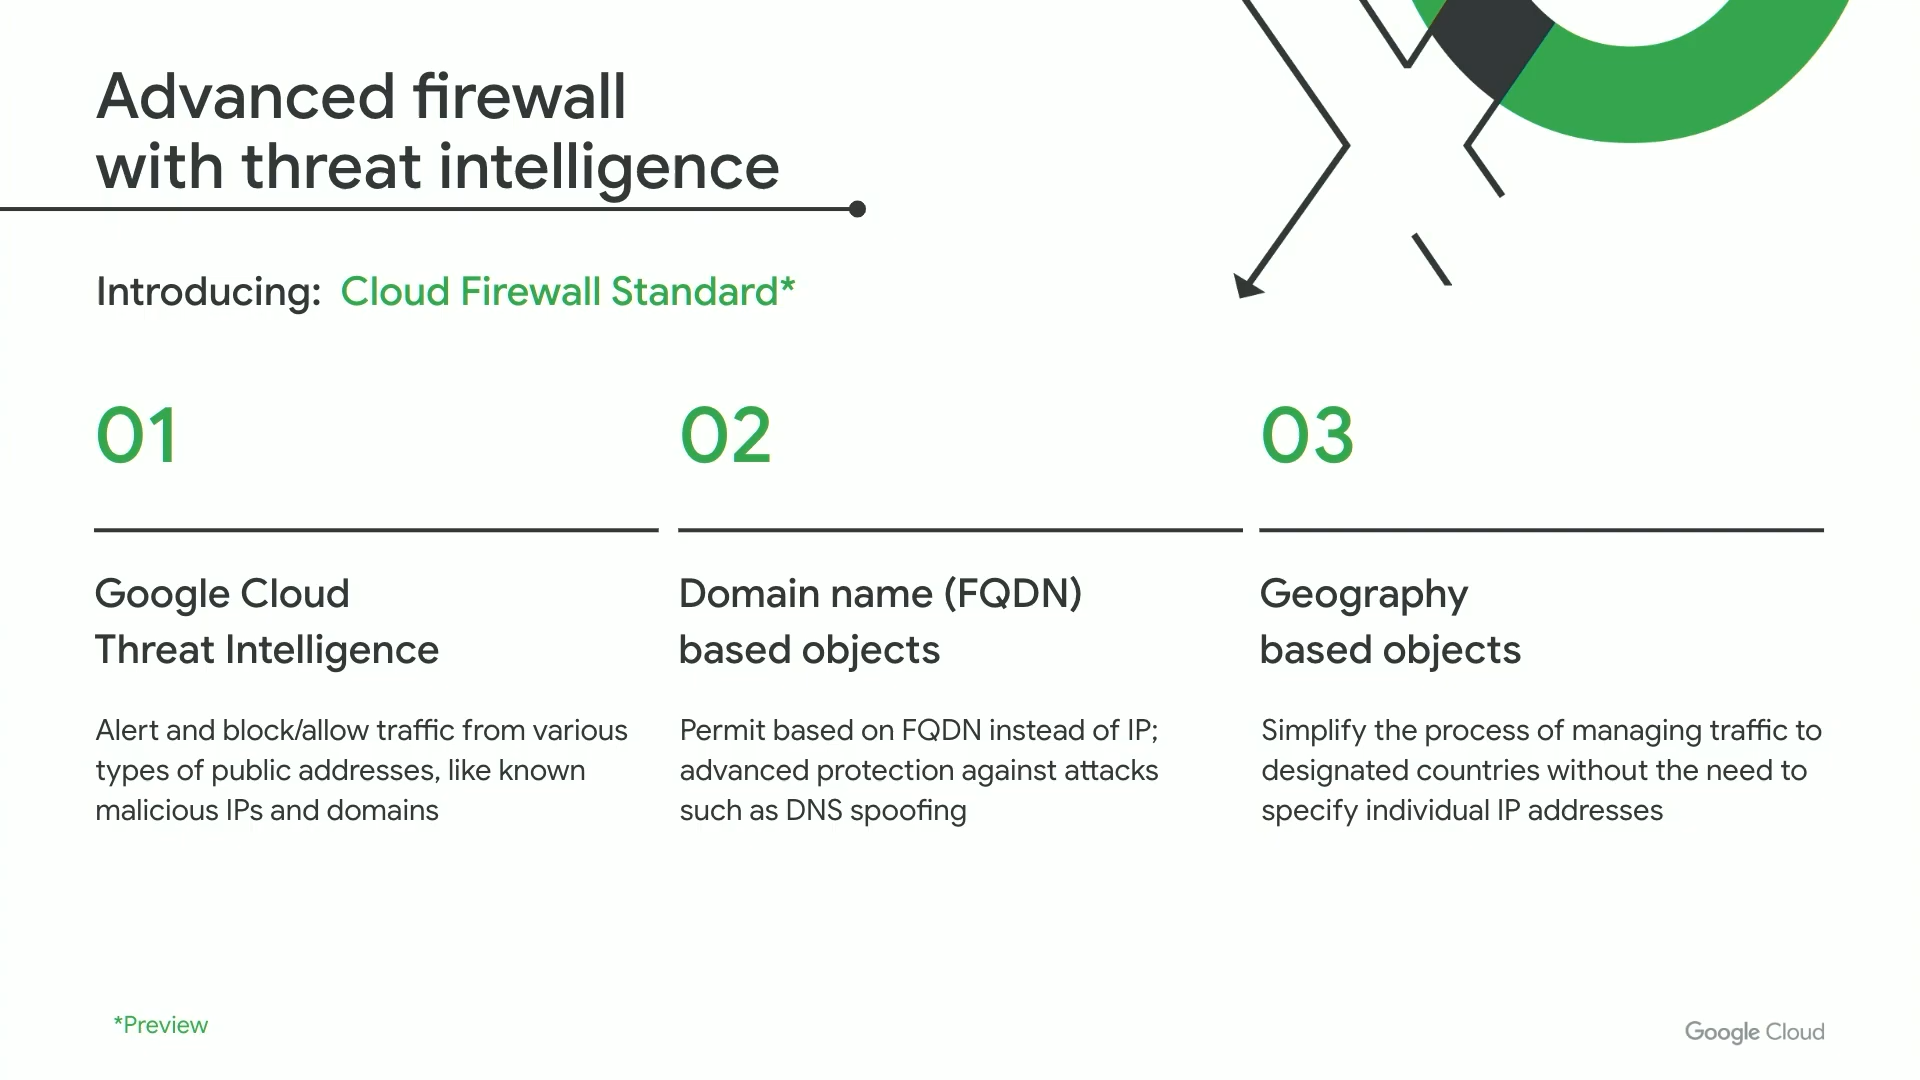 Advanced firewall
with threat intelligence
Introducing: Cloud Firewall Standard*
01
Google Cloud
Threat Intelligence
Alert and block/allow traffic from various
types of public addresses, like known
malicious IPs and domains
02
Domain name (FQDN)
based objects
Permit based on FQDN instead of IP;
advanced protection against attacks
such as DNS spoofing
03
Geography
based objects
Simplify the process of managing traffic to
designated countries without the need to
specify individual IP addresses
*Preview
Google Cloud